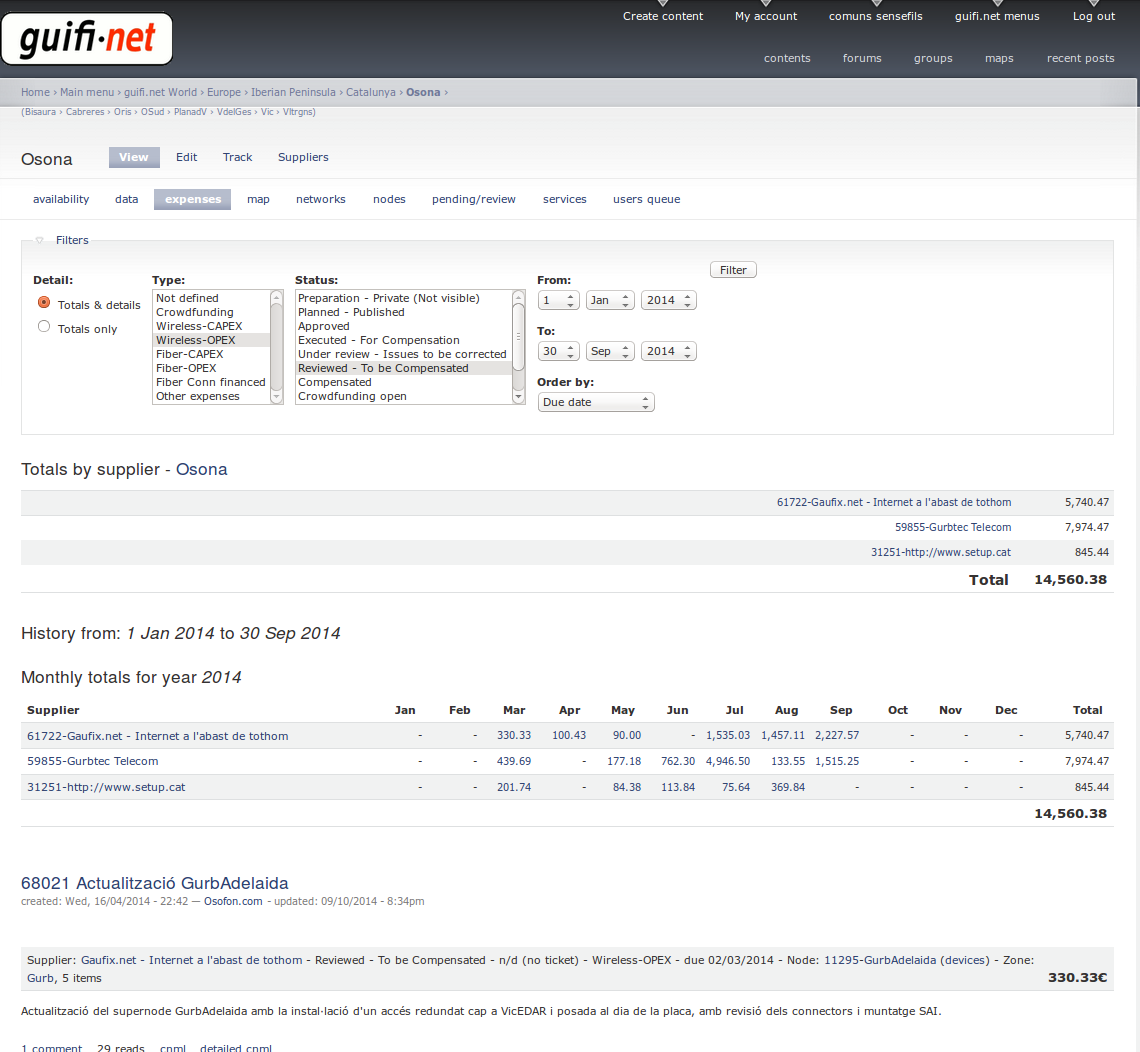 guifi·net
Create content My account comuns sensefils guifi.net menus Log out
contents forums groups maps recent posts
Home › Main menu › guifi.net World › Europe › Iberian Peninsula › Catalunya › Osona ›
(Bisaura › Cabreres › Oris › OSud › PlanadV › VdelGes › Vic › Vltrgns)
Osona View Edit Track Suppliers
availability data expenses map networks nodes pending/review services users queue
Filters
Detail:
Totals & details
Totals only
Type:
Not defined
Crowdfunding
Wireless-CAPEX
Wireless-OPEX
Fiber-CAPEX
Fiber-OPEX
Fiber Conn financed
Other expenses
Status:
Preparation - Private (Not visible)
Planned - Published
Approved
Executed - For Compensation
Under review - Issues to be corrected
Reviewed - To be Compensated
Compensated
Crowdfunding open
From:
1 Jan 2014
To:
30 Sep 2014
Order by:
Due date
Filter
Totals by supplier - Osona
61722-Gaufix.net - Internet a l'abast de tothom 5,740.47
59855-Gurbtec Telecom 7,974.47
31251-http://www.setup.cat 845.44
Total 14,560.38
History from: 1 Jan 2014 to 30 Sep 2014
Monthly totals for year 2014
Supplier Jan Feb Mar Apr May Jun Jul Aug Sep Oct Nov Dec Total
61722-Gaufix.net - Internet a l'abast de tothom - - 330.33 100.43 90.00 - 1,535.03 1,457.11 2,227.57 - - - 5,740.47
59855-Gurbtec Telecom - - 439.69 - 177.18 762.30 4,946.50 133.55 1,515.25 - - - 7,974.47
31251-http://www.setup.cat - - 201.74 - 84.38 113.84 75.64 369.84 - - - - 845.44
14,560.38
68021 Actualització GurbAdelaida
created: Wed, 16/04/2014 - 22:42 — Osofon.com - updated: 09/10/2014 - 8:34pm
Supplier: Gaufix.net - Internet a l'abast de tothom - Reviewed - To be Compensated - n/d (no ticket) - Wireless-OPEX - due 02/03/2014 - Node: 11295-GurbAdelaida (devices) - Zone:
Gurb, 5 items 330.33€
Actualització del supernode GurbAdelaida amb la instal·lació d'un accés redundat cap a VicEDAR i posada al dia de la placa, amb revisió dels connectors i muntatge SAI.
1 comment 29 reads cnml detailed cnml